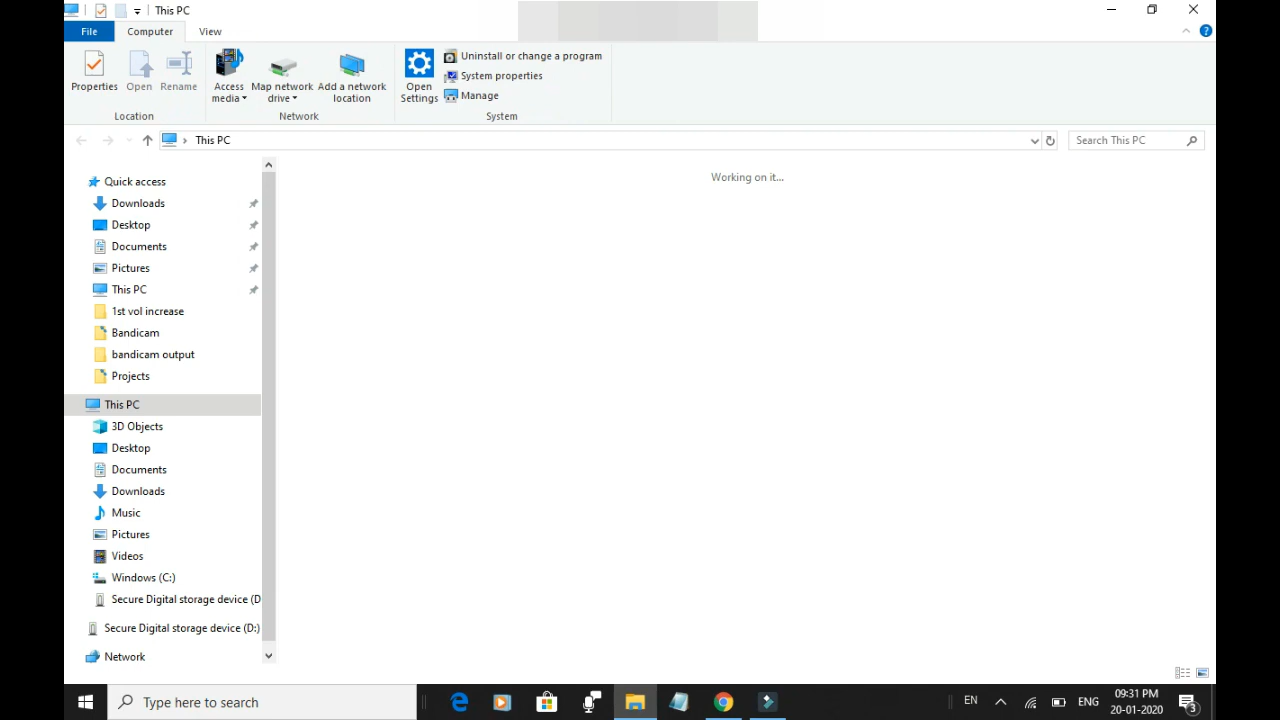 This PC
File
Computer
View
Properties
Open
Rename
Location
Access media
Map network drive
Add a network location
Network
Open Settings
Uninstall or change a program
System properties
Manage
System
This PC
Search This PC
Quick access
Downloads
Desktop
Documents
Pictures
This PC
1st vol increase
Bandicam
bandicam output
Projects
This PC
3D Objects
Desktop
Documents
Downloads
Music
Pictures
Videos
Windows (C:)
Secure Digital storage device (D
Secure Digital storage device (D:)
Network
Working on it...
Type here to search
EN
ENG
09:31 PM
20-01-2020
3